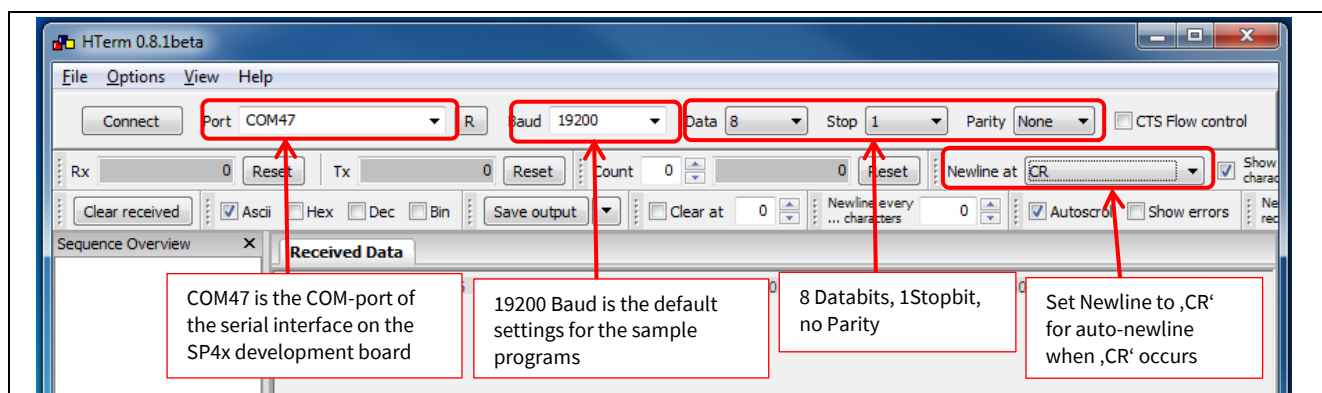 HTerm 0.8.1beta
File Options View Help
Connect Port COM47 R Baud 19200 Data 8 Stop 1 Parity None CTS Flow control
Rx 0 Reset Tx 0 Reset Count 0 0 Reset Newline at CR Show
charac
Clear received Ascii Hex Dec Bin Save output Clear at 0 Newline every
... characters 0 Autoscroll Show errors Ne
rec
Sequence Overview X Received Data
COM47 is the COM-port of
the serial interface on the
SP4x development board
19200 Baud is the default
settings for the sample
programs
8 Databits, 1Stopbit,
no Parity
Set Newline to ‚CR‘
for auto-newline
when ‚CR‘ occurs